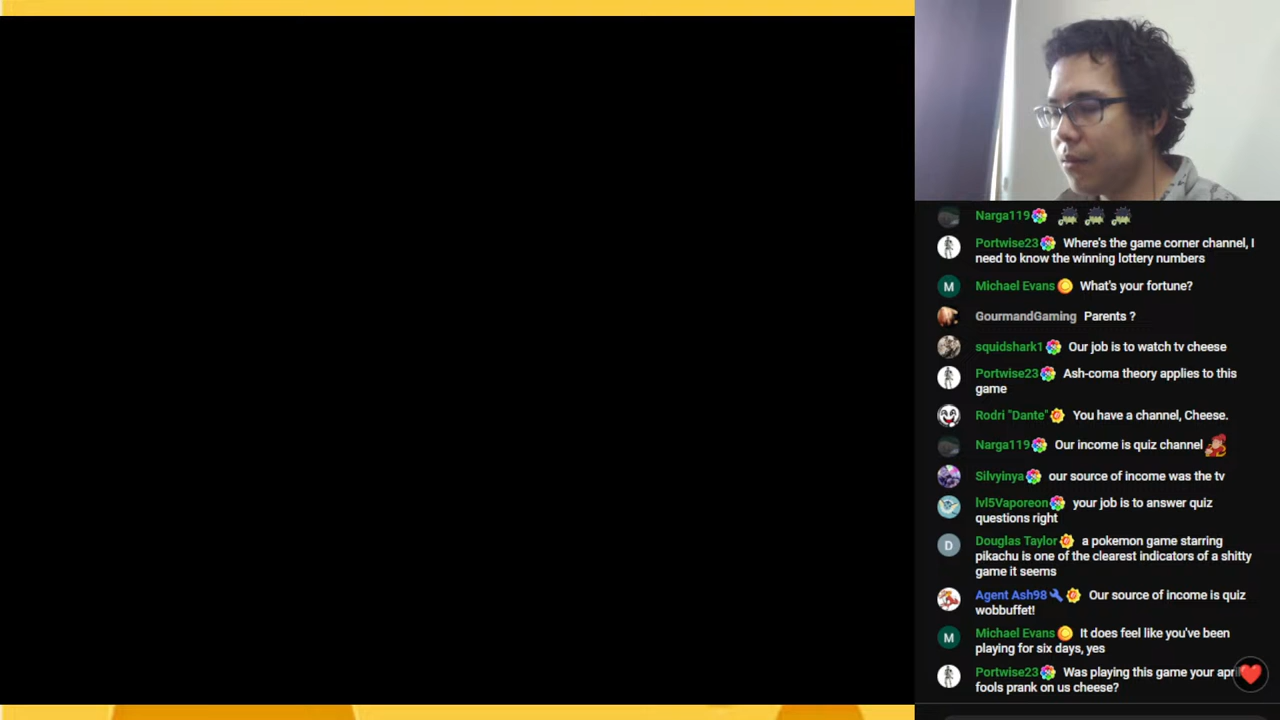 Narga119
Portwise23 Where's the game corner channel, I
need to know the winning lottery numbers
M
Michael Evans What's your fortune?
GourmandGaming Parents ?
squidshark1 Our job is to watch tv cheese
Portwise23 Ash-coma theory applies to this
game
Rodri "Dante" You have a channel, Cheese.
Narga119 Our income is quiz channel
Silvyinya our source of income was the tv
lvl5Vaporeon your job is to answer quiz
questions right
D
Douglas Taylor a pokemon game starring
pikachu is one of the clearest indicators of a shitty
game it seems
Agent Ash98 Our source of income is quiz
wobbuffet!
M
Michael Evans It does feel like you've been
playing for six days, yes
Portwise23 Was playing this game your april
fools prank on us cheese?